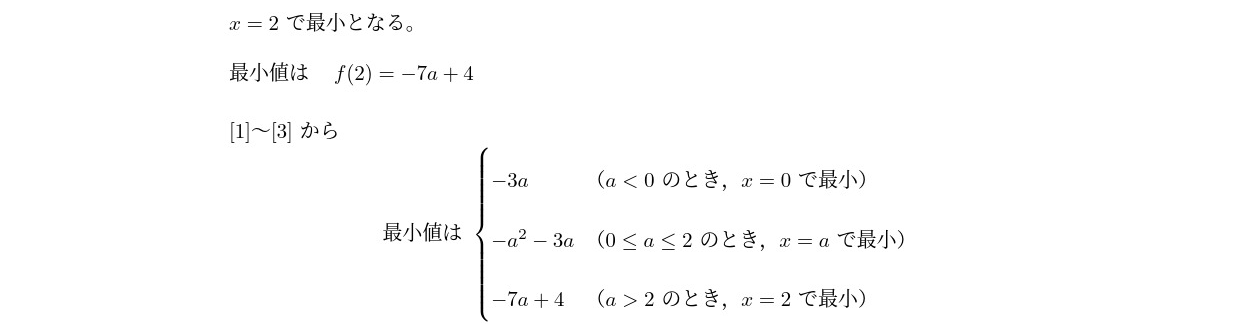 x = 2 で最小となる。
最小値は f(2) = −7a + 4
[1]〜[3] から
最小値は { −3a （a < 0 のとき，x = 0 で最小）
−a² − 3a （0 ≤ a ≤ 2 のとき，x = a で最小）
−7a + 4 （a > 2 のとき，x = 2 で最小）